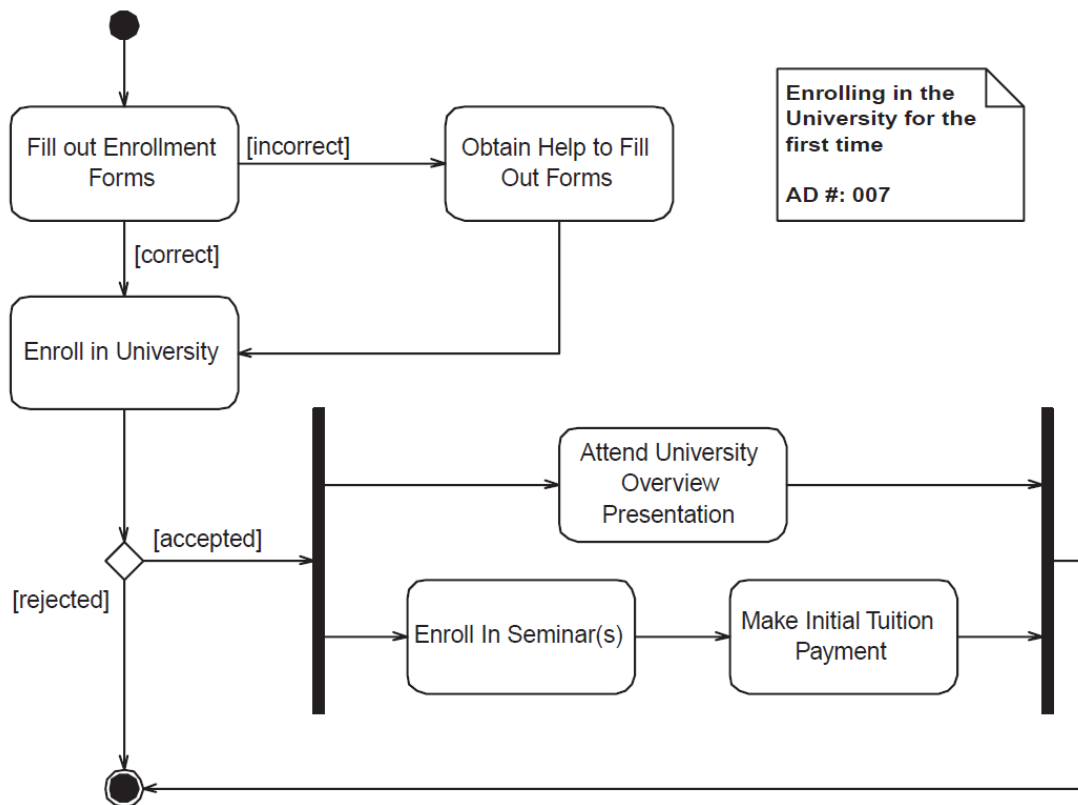 Enrolling in the
University for the
first time
AD #: 007
Fill out Enrollment
Forms
[incorrect]
Obtain Help to Fill
Out Forms
[correct]
Enroll in University
Attend University
Overview
Presentation
[accepted]
[rejected]
Enroll In Seminar(s)
Make Initial Tuition
Payment